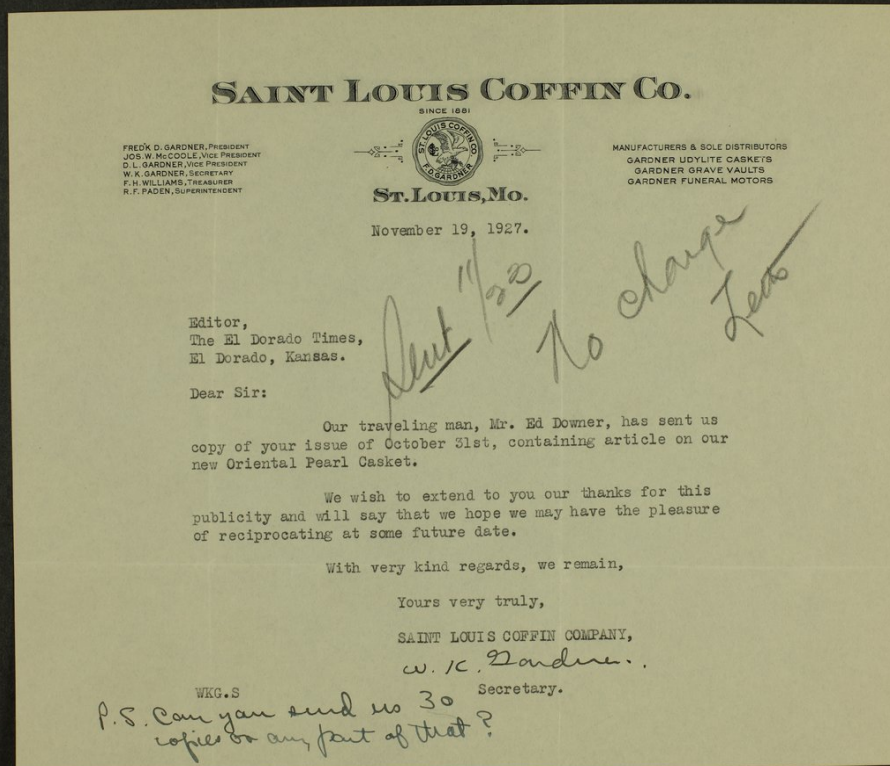 SAINT LOUIS COFFIN CO.
SINCE 1881
FRED'K D. GARDNER, PRESIDENT
JOS. W. McCOOLE, VICE PRESIDENT
D. L. GARDNER, VICE PRESIDENT
W. K. GARDNER, SECRETARY
F. H. WILLIAMS, TREASURER
R. F. PADEN, SUPERINTENDENT
ST. LOUIS COFFIN CO
F.D. GARDNER
MANUFACTURERS & SOLE DISTRIBUTORS
GARDNER UDYLITE CASKETS
GARDNER GRAVE VAULTS
GARDNER FUNERAL MOTORS
ST. LOUIS, MO.
November 19, 1927.
Sent 11/22
No charge
Editor,
The El Dorado Times,
El Dorado, Kansas.
Dear Sir:
Our traveling man, Mr. Ed Downer, has sent us
copy of your issue of October 31st, containing article on our
new Oriental Pearl Casket.
We wish to extend to you our thanks for this
publicity and will say that we hope we may have the pleasure
of reciprocating at some future date.
With very kind regards, we remain,
Yours very truly,
SAINT LOUIS COFFIN COMPANY,
W. K. Gardner.
WKG.S Secretary.
P.S. Can you send us 30
copies or any part of that?